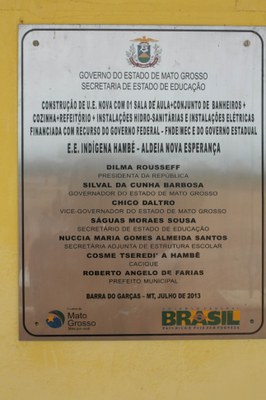 GOVERNO DO ESTADO DE MATO GROSSO
SECRETARIA DE ESTADO DE EDUCAÇÃO
CONSTRUÇÃO DE U.E. NOVA COM 01 SALA DE AULA+CONJUNTO DE BANHEIROS +
COZINHA+REFEITÓRIO + INSTALAÇÕES HIDRO-SANITÁRIAS E INSTALAÇÕES ELÉTRICAS
FINANCIADA COM RECURSO DO GOVERNO FEDERAL - FNDE/MEC E DO GOVERNO ESTADUAL
E.E. INDÍGENA HAMBÉ - ALDEIA NOVA ESPERANÇA
DILMA ROUSSEFF
PRESIDENTA DA REPÚBLICA
SILVAL DA CUNHA BARBOSA
GOVERNADOR DO ESTADO DE MATO GROSSO
CHICO DALTRO
VICE-GOVERNADOR DO ESTADO DE MATO GROSSO
SÁGUAS MORAES SOUSA
SECRETÁRIO DE ESTADO DE EDUCAÇÃO
NUCCIA MARIA GOMES ALMEIDA SANTOS
SECRETÁRIA ADJUNTA DE ESTRUTURA ESCOLAR
COSME TSEREDI' A HAMBÉ
CACIQUE
ROBERTO ANGELO DE FARIAS
PREFEITO MUNICIPAL
BARRA DO GARÇAS - MT, JULHO DE 2013
Mato
Grosso
BRASIL